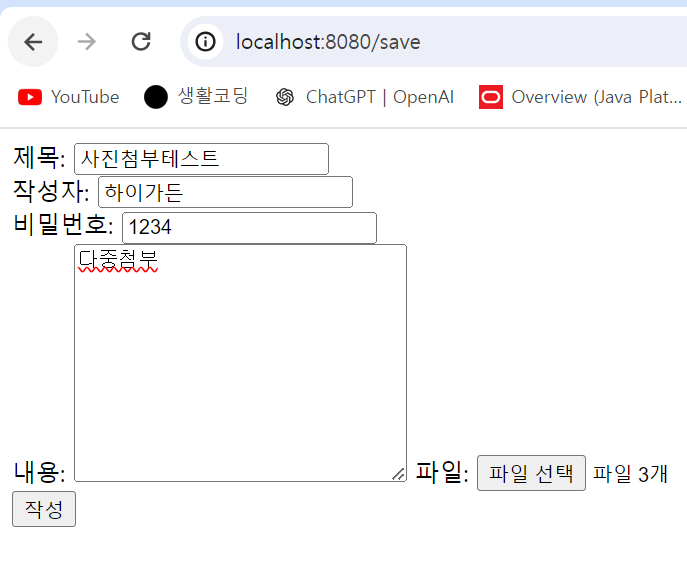 localhost:8080/save
YouTube 생활코딩 ChatGPT | OpenAI Overview (Java Plat...
제목: 사진첨부테스트
작성자: 하이가든
비밀번호: 1234
다중첨부
내용: 파일: 파일 선택 파일 3개
작성